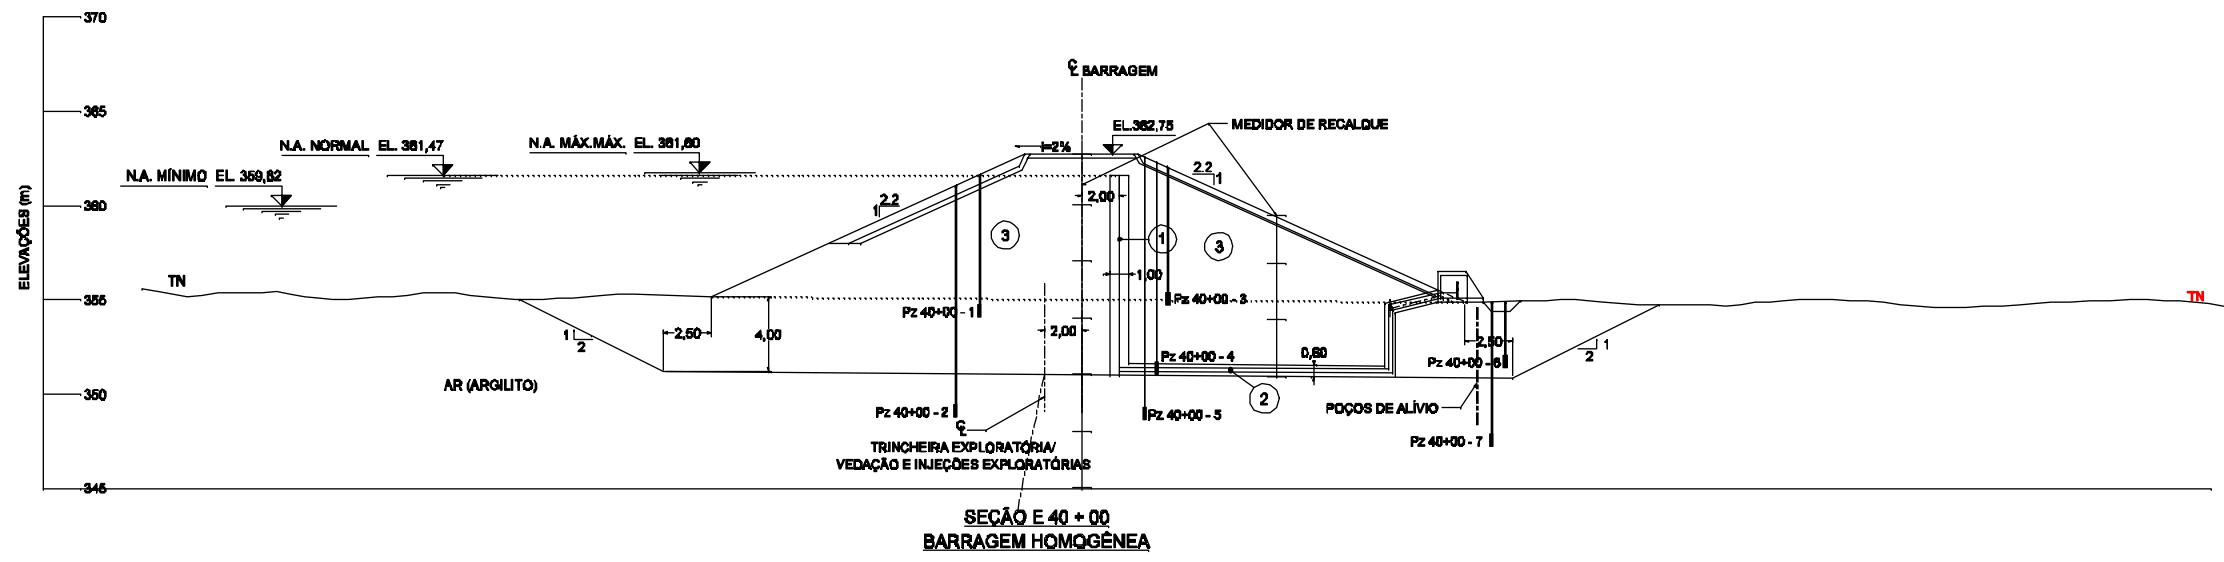 370
℄ BARRAGEM
365
EL.362,75
MEDIDOR DE RECALQUE
N.A. NORMAL EL. 361,47
N.A. MÁX.MÁX. EL. 361,60
i=2%
N.A. MÍNIMO EL. 359,82
2.2
1
2.2
1
2,00
360
ELEVAÇÕES (m)
3
1
3
1,00
TN
355
TN
Pz 40+00 - 1
Pz 40+00 - 3
1
2
2,50
4,00
2,00
Pz 40+00 - 4
0,60
2,50
Pz 40+00 - 6
1
2
AR (ARGILITO)
350
2
Pz 40+00 - 2
Pz 40+00 - 5
POÇOS DE ALÍVIO
℄
TRINCHEIRA EXPLORATÓRIA/
VEDAÇÃO E INJEÇÕES EXPLORATÓRIAS
Pz 40+00 - 7
345
SEÇÃO E 40 + 00
BARRAGEM HOMOGÊNEA